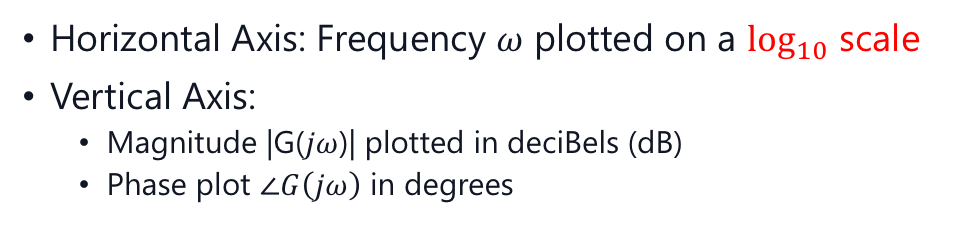 • Horizontal Axis: Frequency ω plotted on a log₁₀ scale
• Vertical Axis:
• Magnitude |G(jω)| plotted in deciBels (dB)
• Phase plot ∠G(jω) in degrees